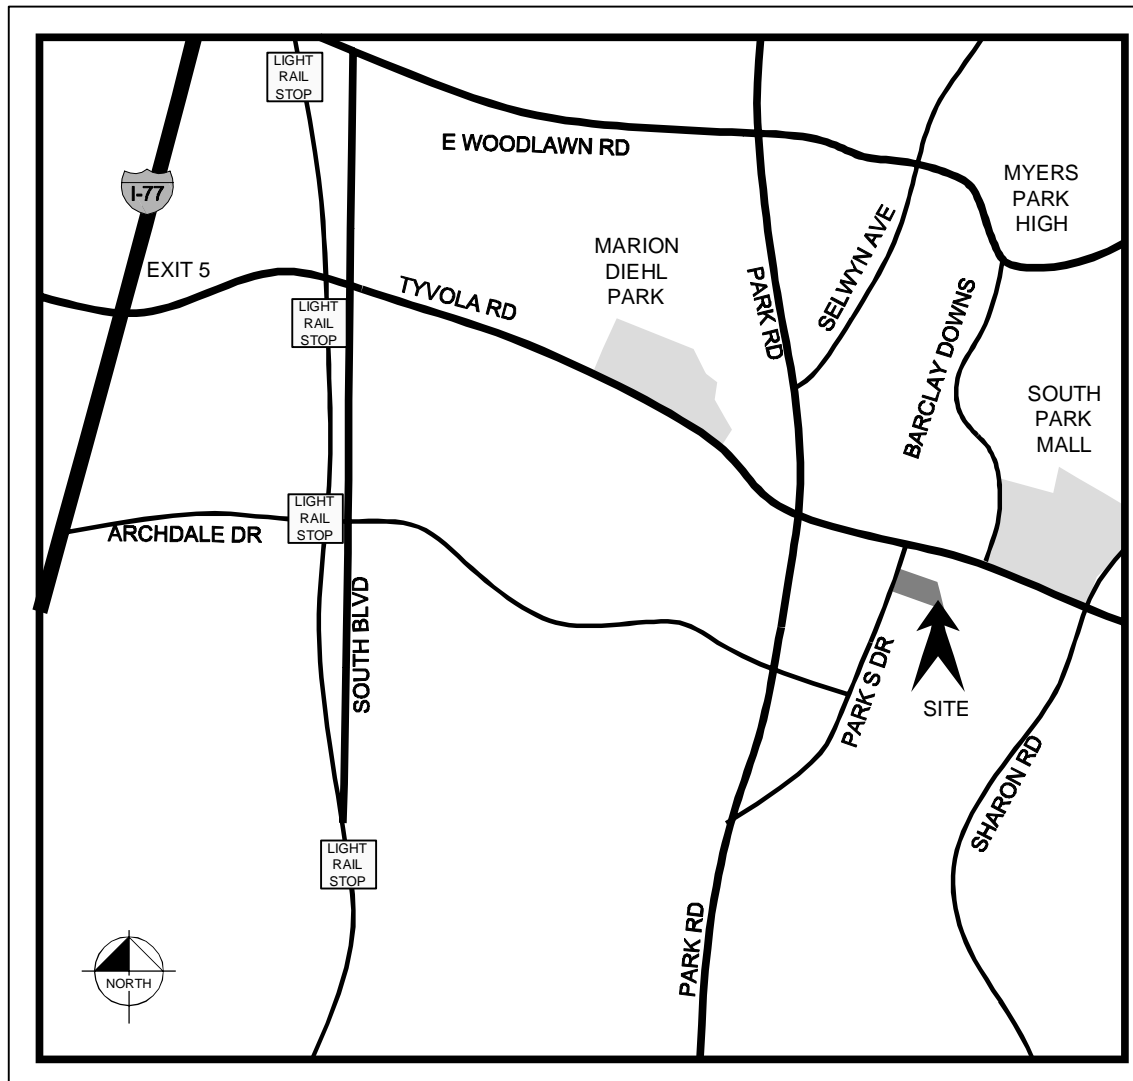 LIGHT
RAIL
STOP
E WOODLAWN RD
MYERS
PARK
HIGH
I-77
EXIT 5
MARION
DIEHL
PARK
SELWYN AVE
TYVOLA RD
PARK RD
LIGHT
RAIL
STOP
BARCLAY DOWNS
SOUTH
PARK
MALL
LIGHT
RAIL
STOP
ARCHDALE DR
SOUTH BLVD
PARK S DR
SITE
SHARON RD
LIGHT
RAIL
STOP
PARK RD
NORTH